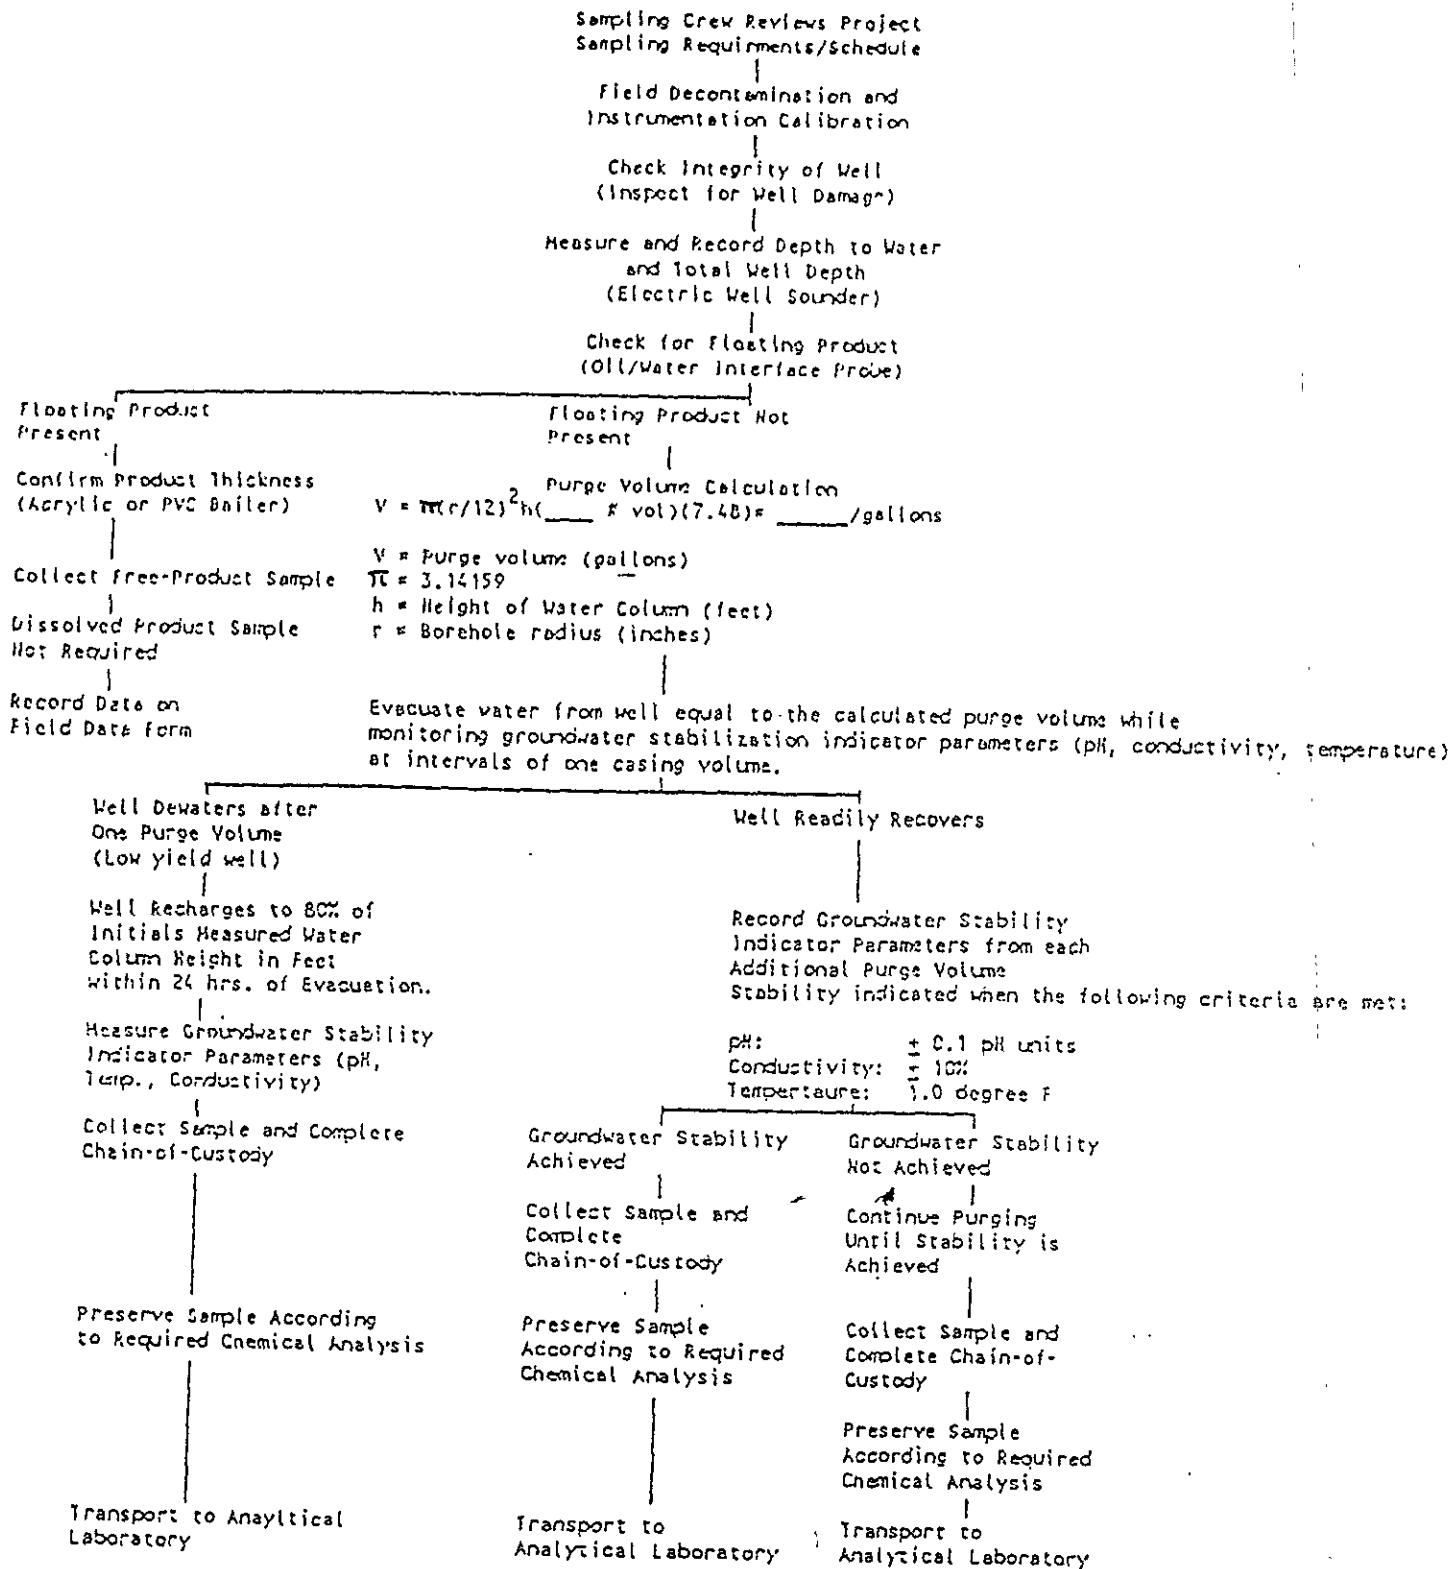 Sampling Crew Reviews Project
Sampling Requirments/Schedule
Field Decontamination and
Instrumentation Calibration
Check Integrity of Well
(Inspect for Well Damag^)
Measure and Record Depth to Water
and Total Well Depth
(Electric Well Sounder)
Check for Floating Product
(Oil/Water Interface Probe)
Floating Product
Present
Confirm Product Thickness
(Acrylic or PVC Bailer)
Collect Free-Product Sample
Dissolved Product Sample
Not Required
Record Data on
Field Data Form
Floating Product Not
Present
Purge Volume Calculation
V = π(r/12)²h(____ # vol)(7.48)= ______/gallons
V = Purge volume (gallons)
π = 3.14159
h = Height of Water Column (feet)
r = Borehole radius (inches)
Evacuate water from well equal to the calculated purge volume while
monitoring groundwater stabilization indicator parameters (pH, conductivity, temperature)
at intervals of one casing volume.
Well Dewaters after
One Purge Volume
(Low yield well)
Well Recharges to 80% of
Initials Measured Water
Column Height in Feet
within 24 hrs. of Evacuation.
Measure Groundwater Stability
Indicator Parameters (pH,
Temp., Conductivity)
Collect Sample and Complete
Chain-of-Custody
Preserve Sample According
to Required Chemical Analysis
Transport to Anayltical
Laboratory
Well Readily Recovers
Record Groundwater Stability
Indicator Parameters from each
Additional Purge Volume
Stability indicated when the following criteria are met:
pH: ± 0.1 pH units
Conductivity: ± 10%
Tempertaure: 1.0 degree F
Groundwater Stability
Achieved
Collect Sample and
Complete
Chain-of-Custody
Preserve Sample
According to Required
Chemical Analysis
Transport to
Analytical Laboratory
Groundwater Stability
Not Achieved
Continue Purging
Until Stability is
Achieved
Collect Sample and
Complete Chain-of-
Custody
Preserve Sample
According to Required
Chemical Analysis
Transport to
Analytical Laboratory